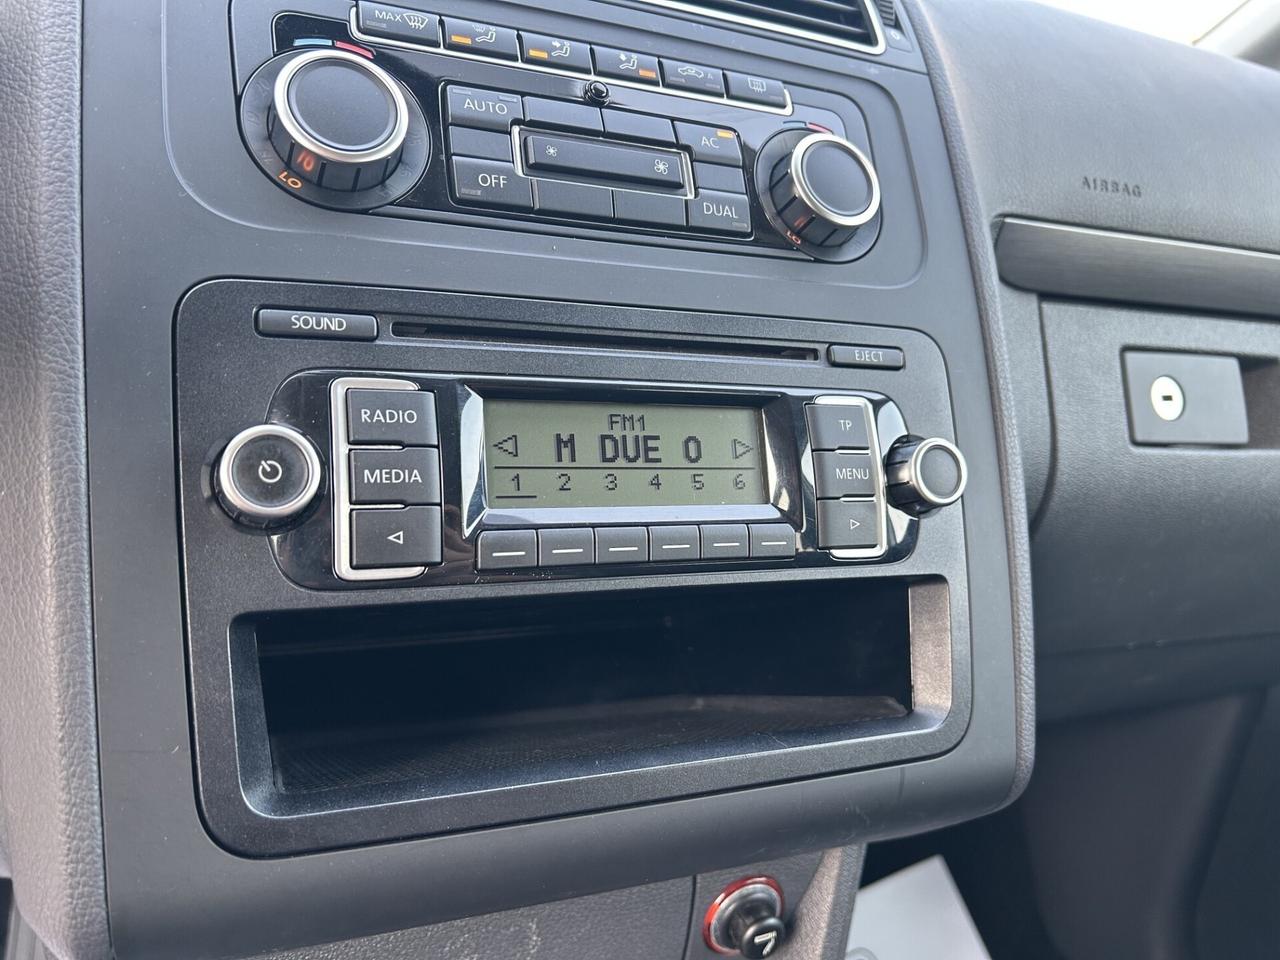 MAX
A
AUTO
AC
OFF
DUAL
LO
LO
AIRBAG
SOUND
EJECT
RADIO
FM1
TP
M DUE O
MEDIA
MENU
1 2 3 4 5 6